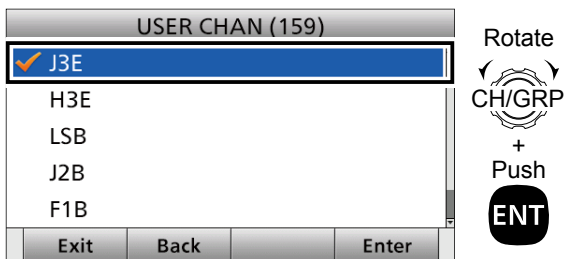 USER CHAN (159)
J3E
H3E
LSB
J2B
F1B
Exit Back Enter
Rotate
CH/GRP
+
Push
ENT